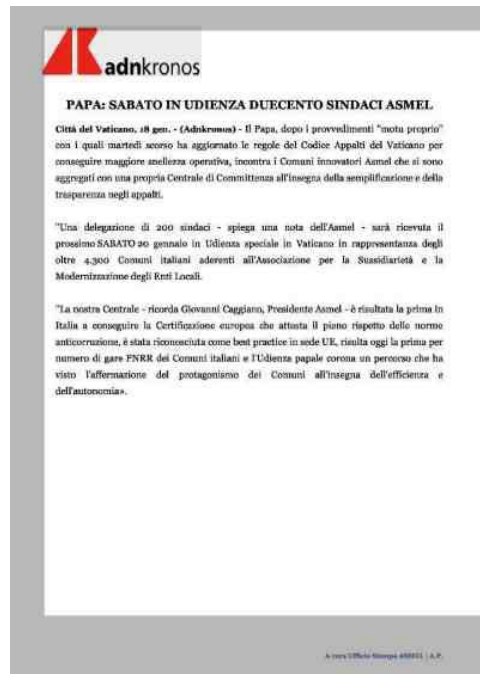 adnkronos
PAPA: SABATO IN UDIENZA DUECENTO SINDACI ASMEL
Città del Vaticano, 18 gen. - (Adnkronos) - Il Papa, dopo i provvedimenti "motu proprio"
con i quali martedì scorso ha aggiornato le regole del Codice Appalti del Vaticano per
conseguire maggiore snellezza operativa, incontra i Comuni innovatori Asmel che si sono
aggregati con una propria Centrale di Committenza all'insegna della semplificazione e della
trasparenza negli appalti.
"Una delegazione di 200 sindaci - spiega una nota dell'Asmel - sarà ricevuta il
prossimo SABATO 20 gennaio in Udienza speciale in Vaticano in rappresentanza degli
oltre 4.300 Comuni italiani aderenti all'Associazione per la Sussidiarietà e la
Modernizzazione degli Enti Locali.
"La nostra Centrale - ricorda Giovanni Caggiano, Presidente Asmel - è risultata la prima in
Italia a conseguire la Certificazione europea che attesta il pieno rispetto delle norme
anticorruzione, è stata riconosciuta come best practice in sede UE, risulta oggi la prima per
numero di gare PNRR dei Comuni italiani e l'Udienza papale corona un percorso che ha
visto l'affermazione del protagonismo dei Comuni all'insegna dell'efficienza e
dell'autonomia».
A cura Ufficio Stampa ASMEL | A.P.